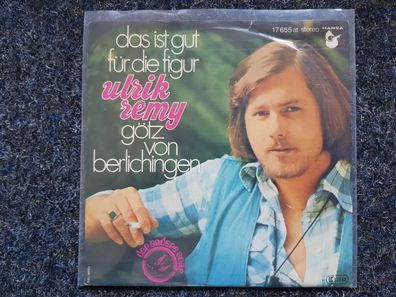 das ist gut
für die figur
ulrik
remy
götz
von
berlichingen
17 655 at stereo
HANSA